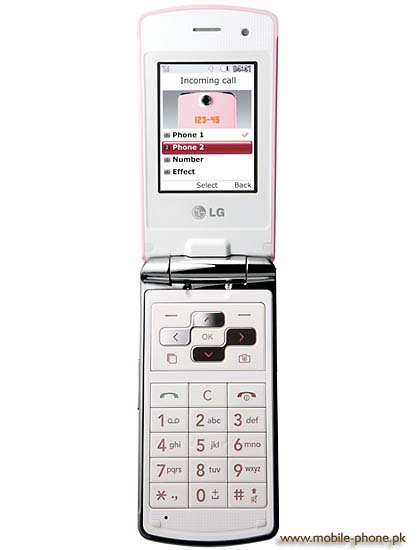 Incoming call
123-45
Phone 1
Phone 2
Number
Effect
Select Back
LG
OK
C
1 2 abc 3 def
4 ghi 5 jkl 6 mno
7 pqrs 8 tuv 9 wxyz
* ., 0 #
www.mobile-phone.pk